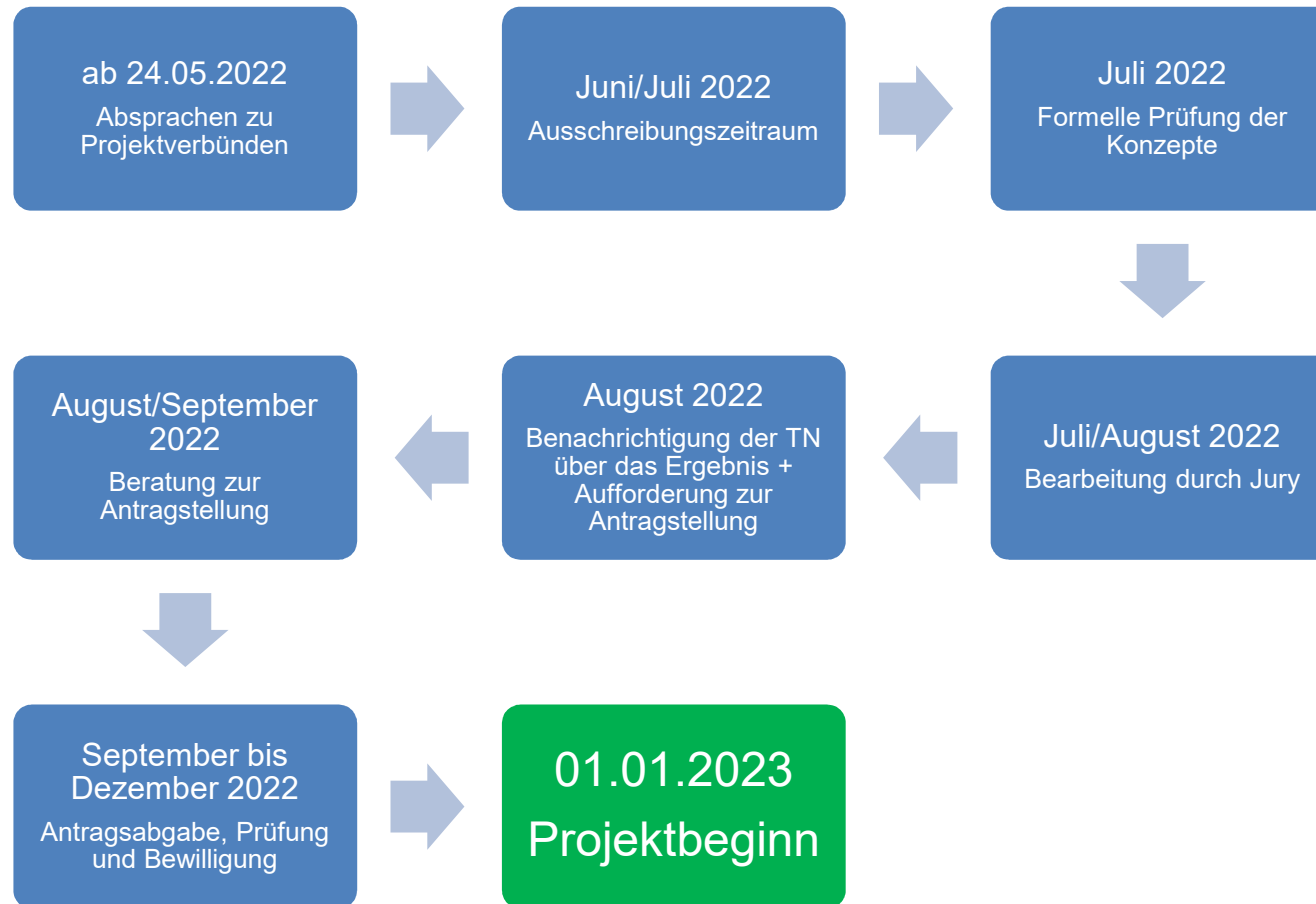 ab 24.05.2022
Absprachen zu
Projektverbünden
Juni/Juli 2022
Ausschreibungszeitraum
Juli 2022
Formelle Prüfung der
Konzepte
Juli/August 2022
Bearbeitung durch Jury
August 2022
Benachrichtigung der TN
über das Ergebnis +
Aufforderung zur
Antragstellung
August/September
2022
Beratung zur
Antragstellung
September bis
Dezember 2022
Antragsabgabe, Prüfung
und Bewilligung
01.01.2023
Projektbeginn